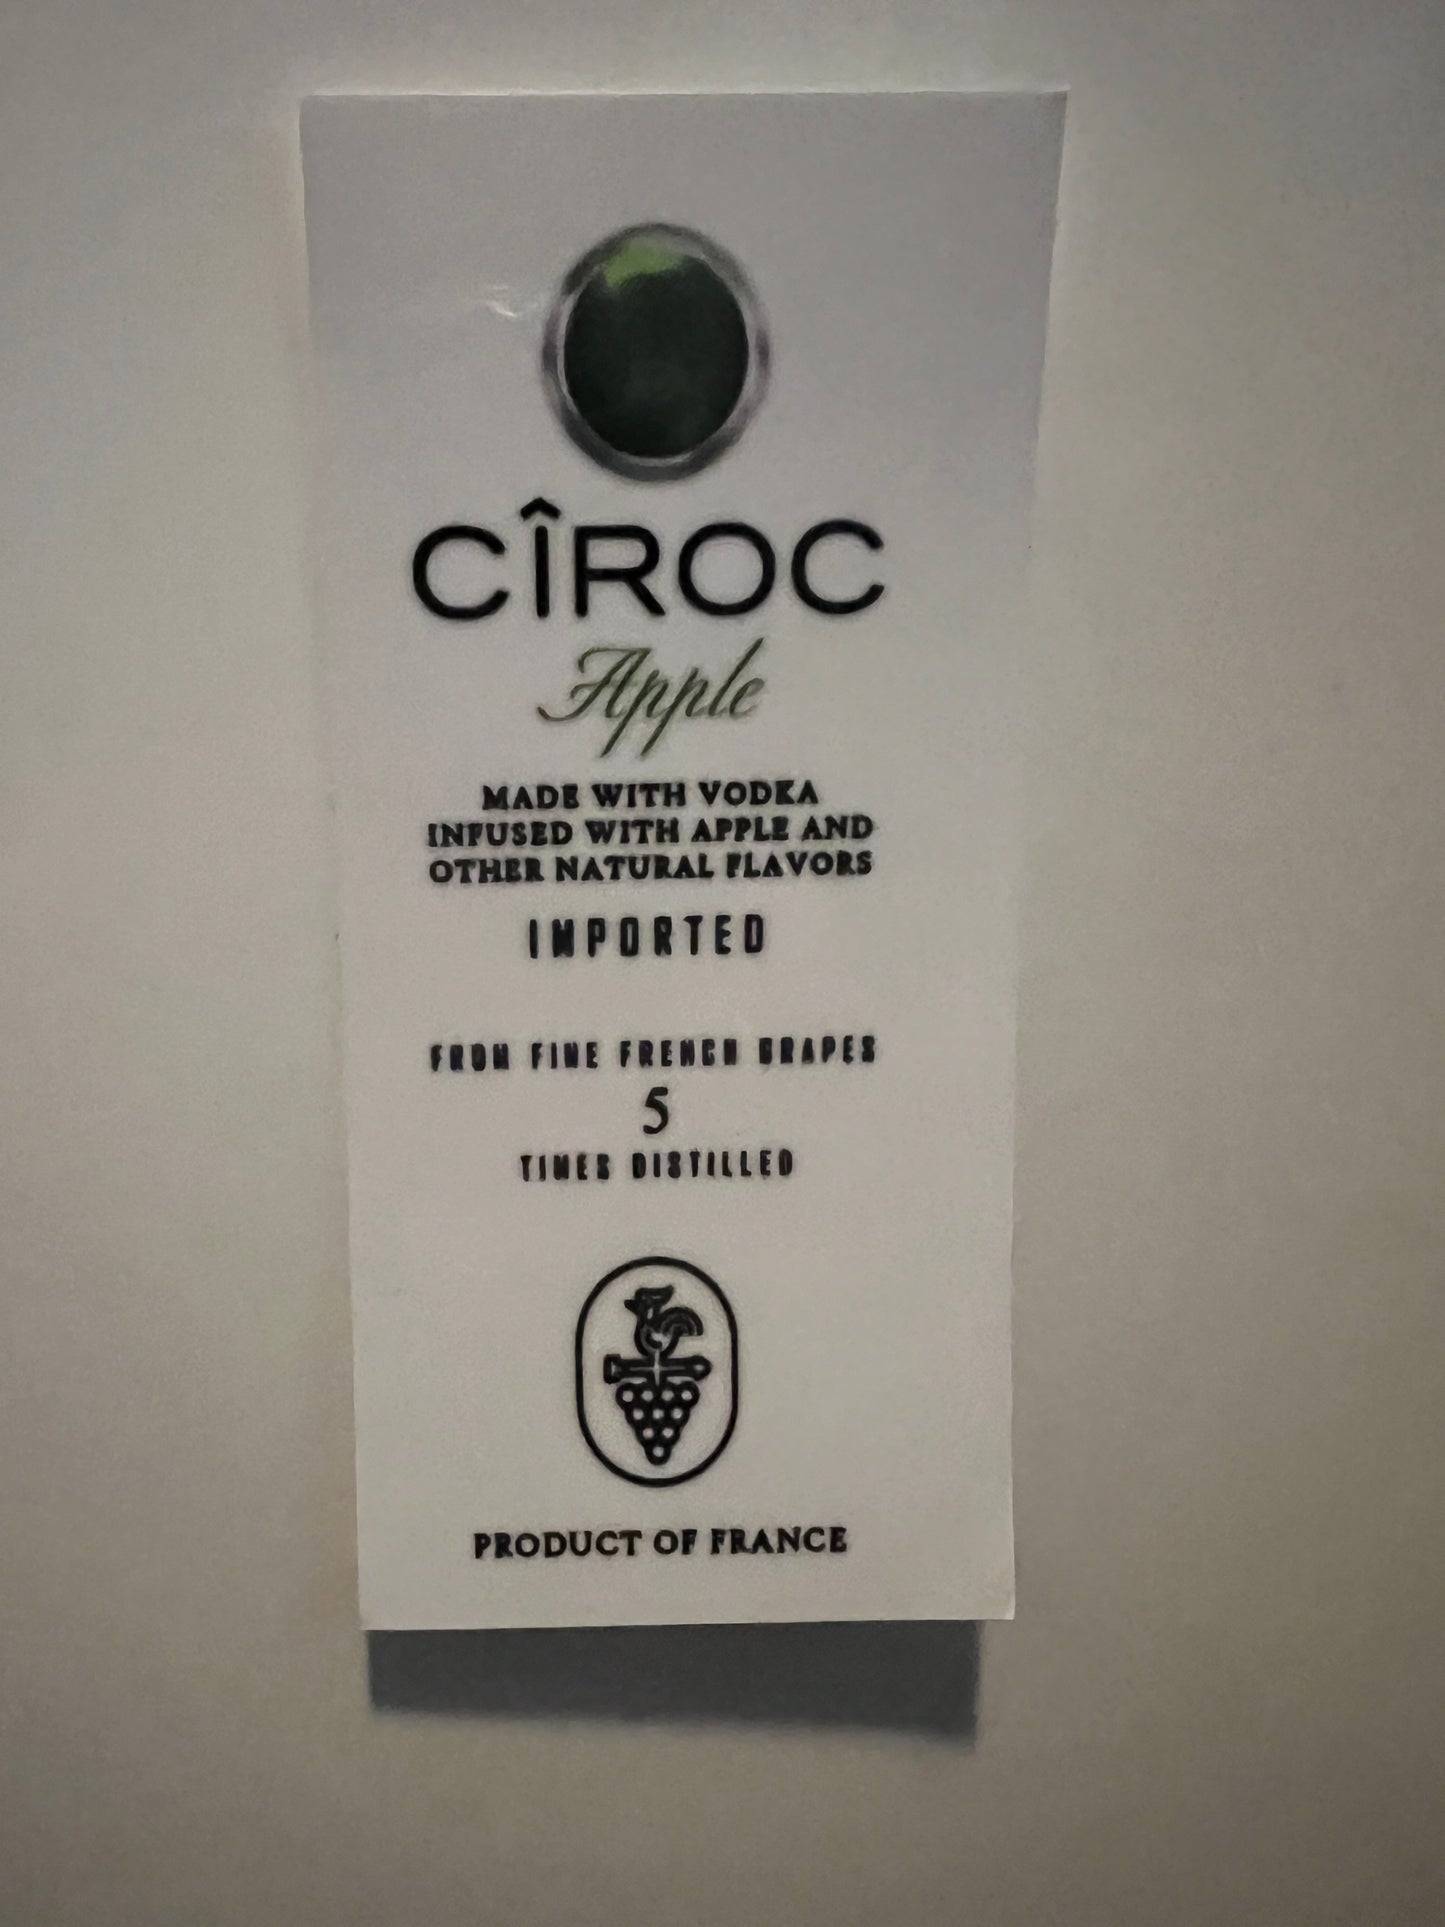 CÎROC
Apple
MADE WITH VODKA
INFUSED WITH APPLE AND
OTHER NATURAL FLAVORS
IMPORTED
FROM FINE FRENCH GRAPES
5
TIMES DISTILLED
PRODUCT OF FRANCE